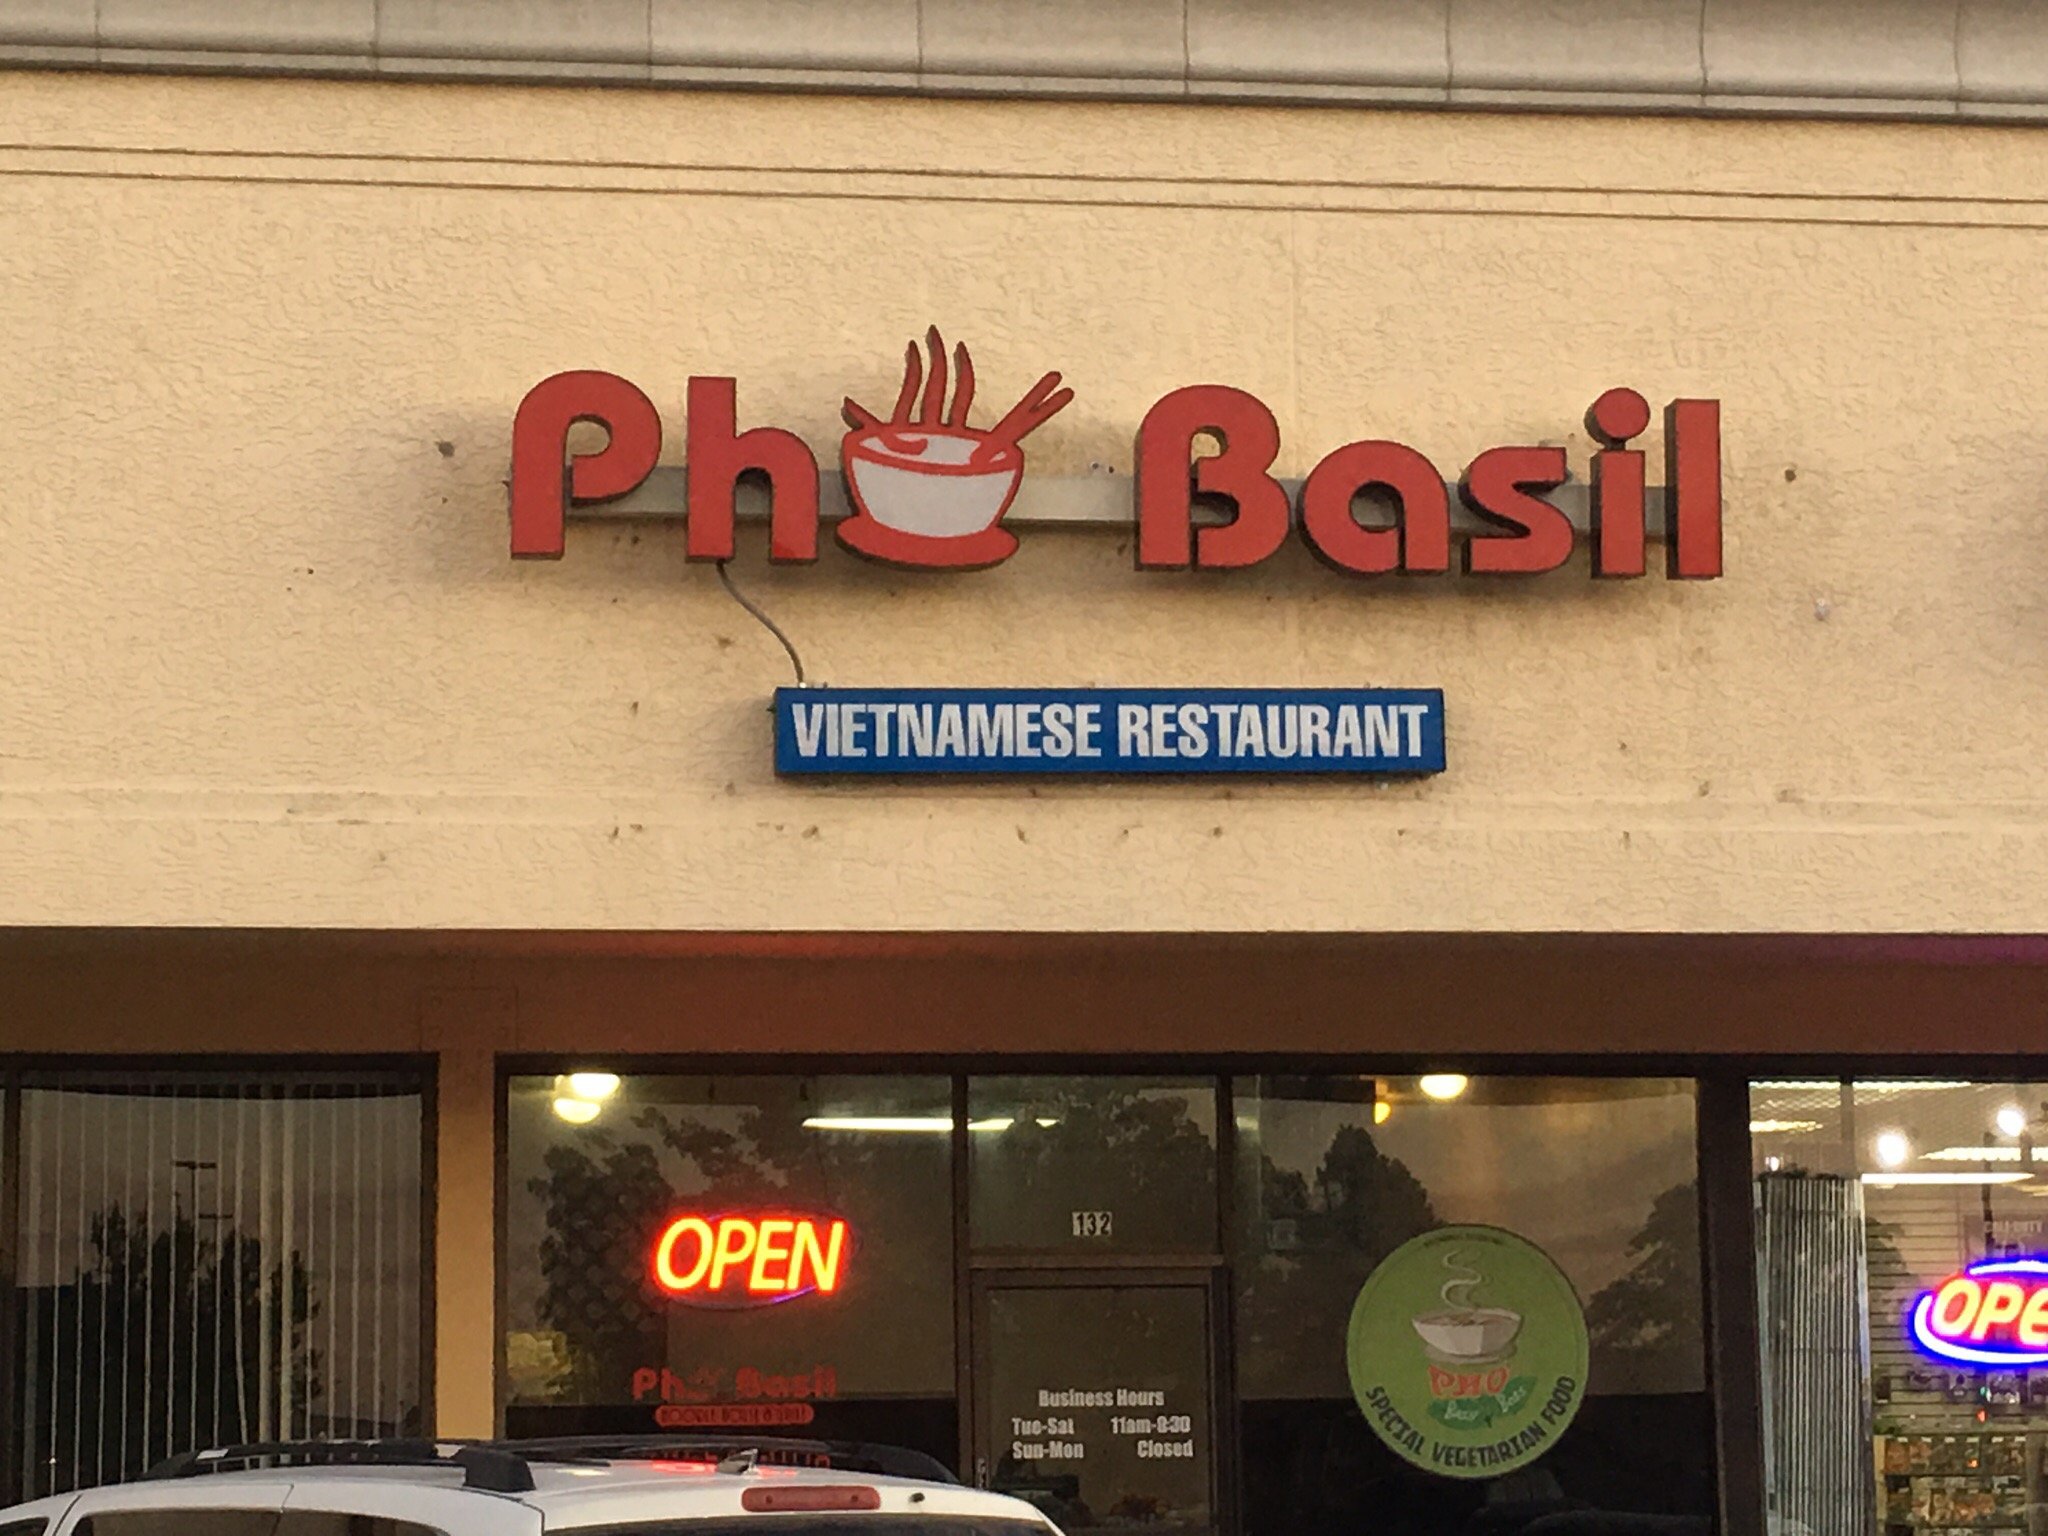 Pho Basil
VIETNAMESE RESTAURANT
OPEN
132
OPE
Pho Basil
Business Hours
Tue-Sat 11am-8:30
Sun-Mon Closed
PHO
SPECIAL VEGETARIAN FOOD